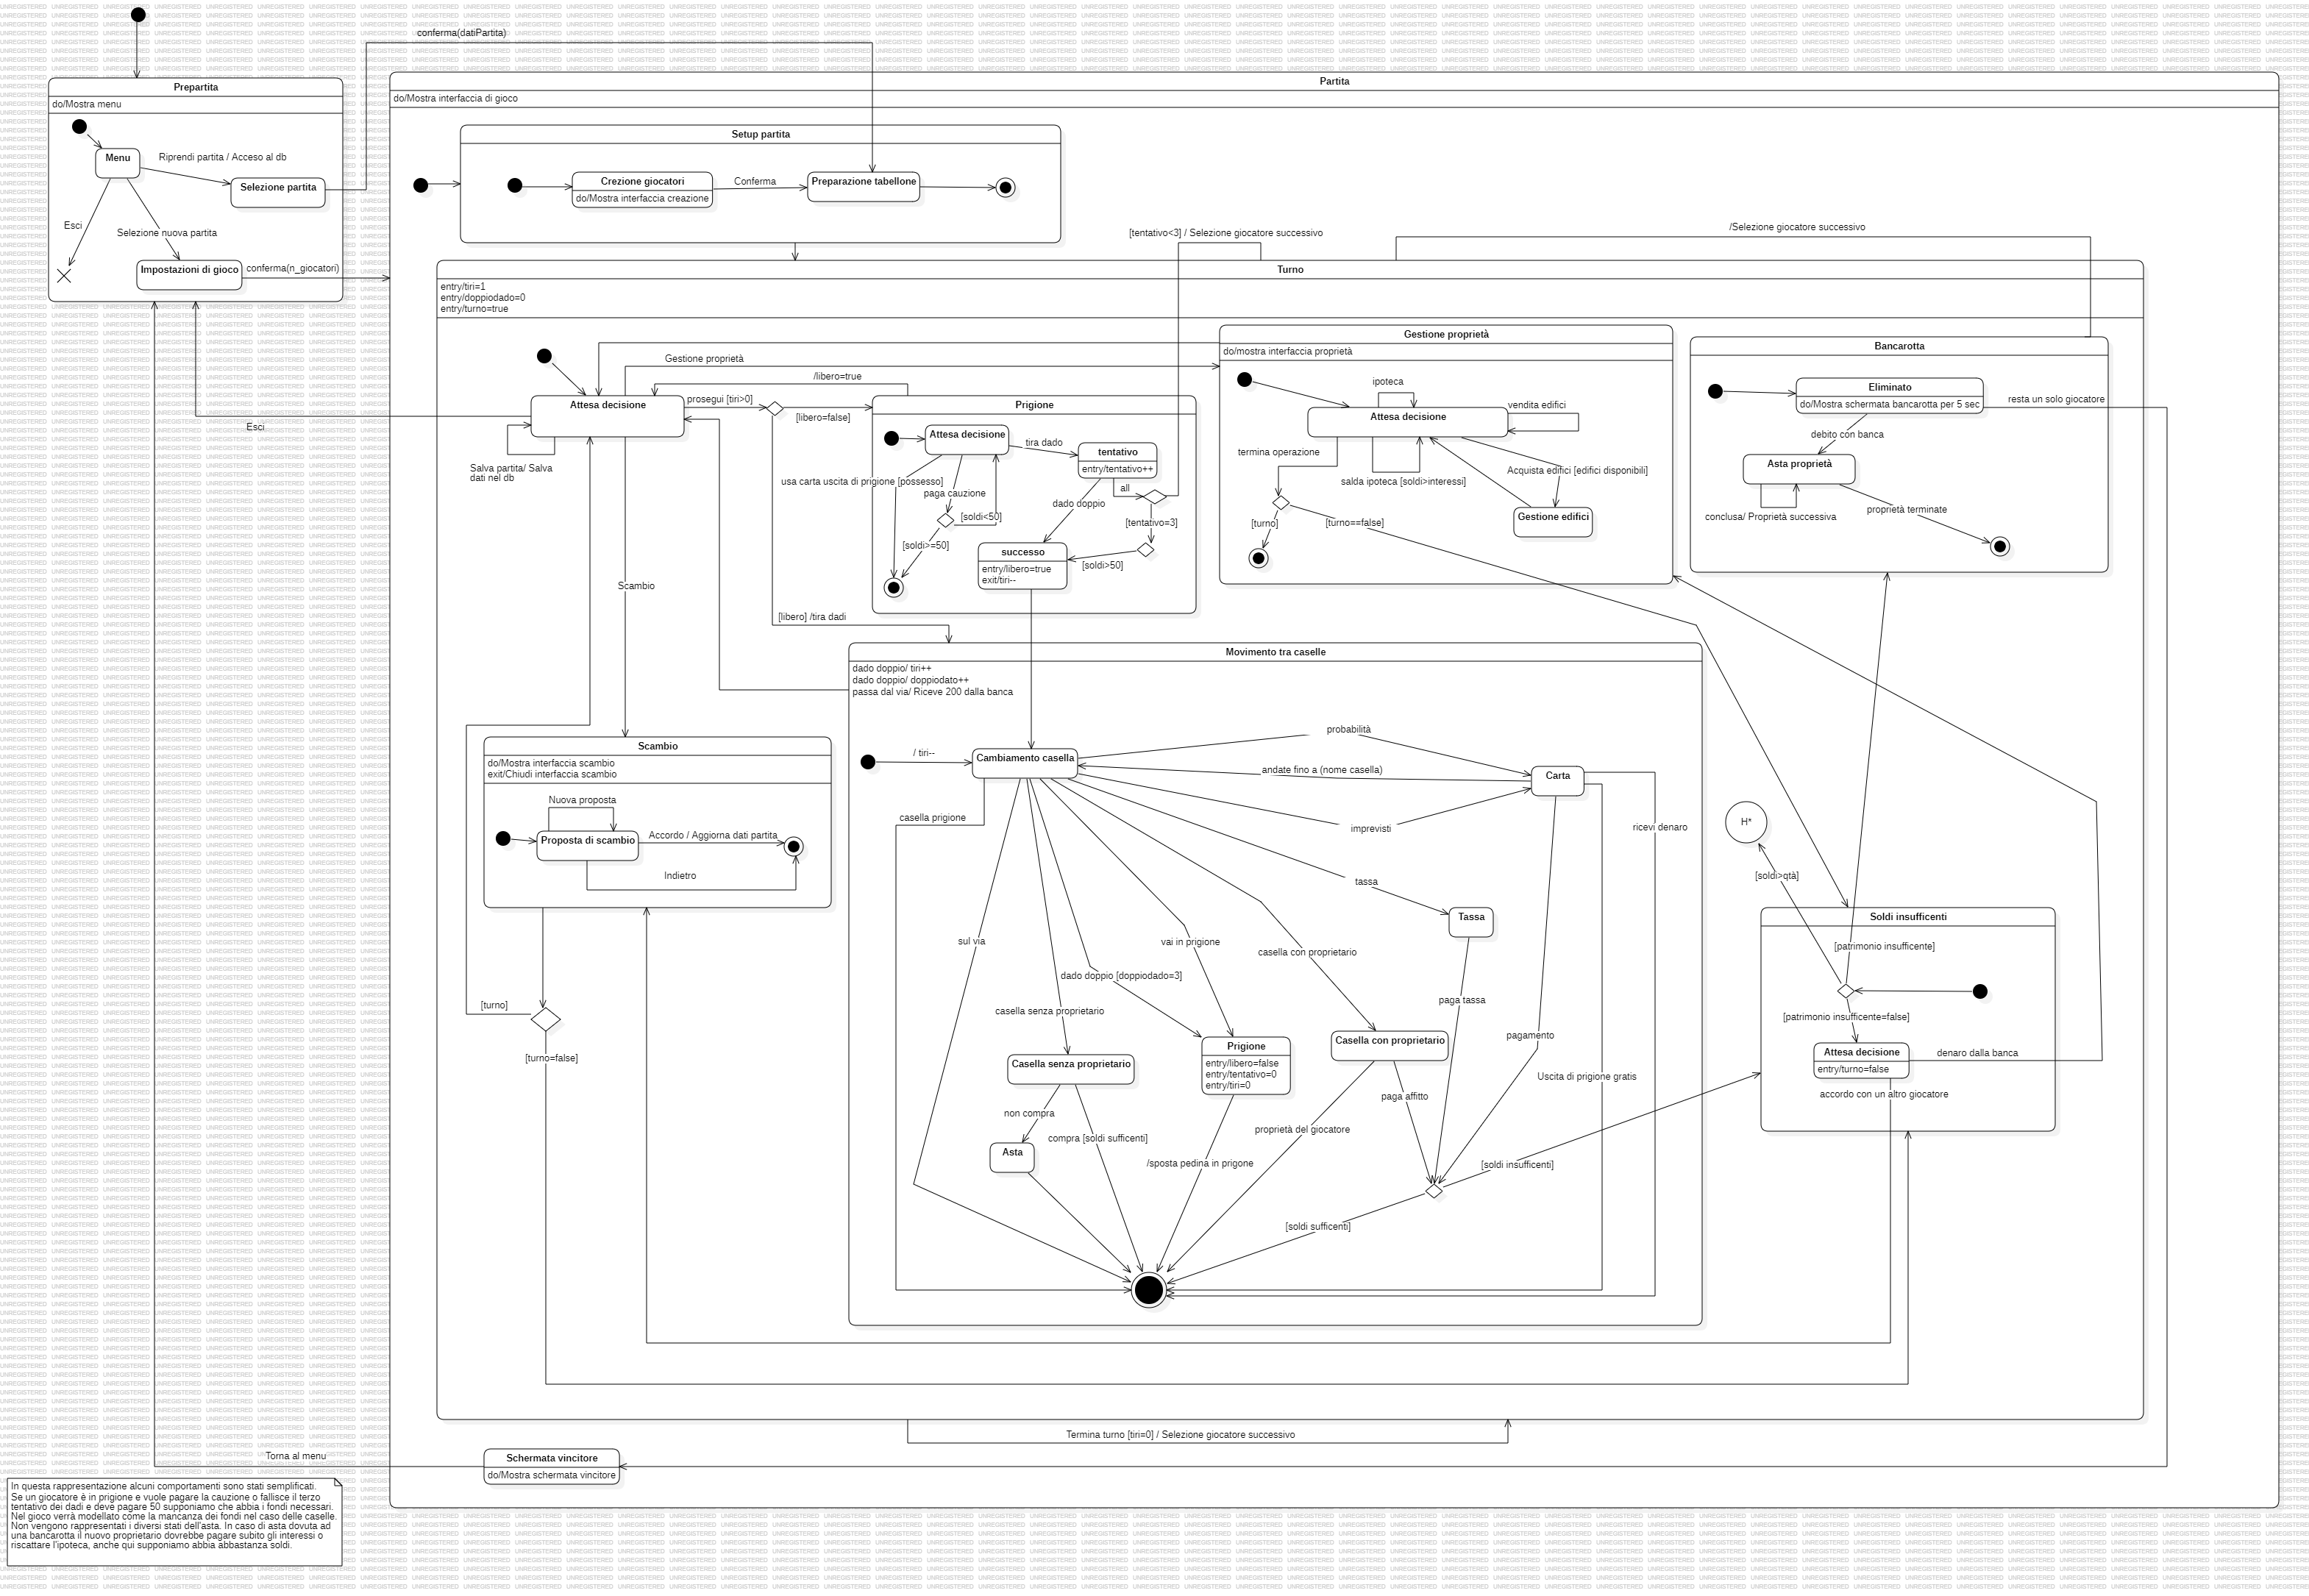 conferma(datiPartita)
Prepartita
do/Mostra menu
Menu
Riprendi partita / Acceso al db
Selezione partita
Esci
Selezione nuova partita
Impostazioni di gioco
conferma(n_giocatori)
Partita
do/Mostra interfaccia di gioco
Setup partita
Crezione giocatori
do/Mostra interfaccia creazione
Conferma
Preparazione tabellone
[tentativo<3] / Selezione giocatore successivo
/Selezione giocatore successivo
Turno
entry/tiri=1
entry/doppiodado=0
entry/turno=true
Attesa decisione
Gestione proprietà
/libero=true
prosegui [tiri>0]
[libero=false]
Esci
Salva partita/ Salva
dati nel db
Scambio
[libero] /tira dadi
Prigione
Attesa decisione
tira dado
tentativo
entry/tentativo++
usa carta uscita di prigione [possesso]
paga cauzione
all
dado doppio
[soldi<50]
[tentativo=3]
[soldi>=50]
successo
entry/libero=true
exit/tiri--
[soldi>50]
Gestione proprietà
do/mostra interfaccia proprietà
ipoteca
Attesa decisione
vendita edifici
termina operazione
salda ipoteca [soldi>interessi]
Acquista edifici [edifici disponibili]
Gestione edifici
[turno]
[turno==false]
Bancarotta
Eliminato
do/Mostra schermata bancarotta per 5 sec
resta un solo giocatore
debito con banca
Asta proprietà
conclusa/ Proprietà successiva
proprietà terminate
Movimento tra caselle
dado doppio/ tiri++
dado doppio/ doppiodato++
passa dal via/ Riceve 200 dalla banca
/ tiri--
Cambiamento casella
probabilità
andate fino a (nome casella)
Carta
imprevisti
ricevi denaro
casella prigione
tassa
Tassa
sul via
vai in prigione
casella con proprietario
dado doppio [doppiodado=3]
paga tassa
casella senza proprietario
pagamento
Casella senza proprietario
Prigione
entry/libero=false
entry/tentativo=0
entry/tiri=0
Casella con proprietario
Uscita di prigione gratis
non compra
paga affitto
compra [soldi sufficenti]
proprietà del giocatore
Asta
/sposta pedina in prigone
[soldi insufficenti]
[soldi sufficenti]
Scambio
do/Mostra interfaccia scambio
exit/Chiudi interfaccia scambio
Nuova proposta
Proposta di scambio
Accordo / Aggiorna dati partita
Indietro
[turno]
[turno=false]
H*
[soldi>qtà]
Soldi insufficenti
[patrimonio insufficente]
[patrimonio insufficente=false]
Attesa decisione
entry/turno=false
denaro dalla banca
accordo con un altro giocatore
Termina turno [tiri=0] / Selezione giocatore successivo
Torna al menu
Schermata vincitore
do/Mostra schermata vincitore
In questa rappresentazione alcuni comportamenti sono stati semplificati.
Se un giocatore è in prigione e vuole pagare la cauzione o fallisce il terzo
tentativo dei dadi e deve pagare 50 supponiamo che abbia i fondi necessari.
Nel gioco verrà modellato come la mancanza dei fondi nel caso delle caselle.
Non vengono rappresentati i diversi stati dell'asta. In caso di asta dovuta ad
una bancarotta il nuovo proprietario dovrebbe pagare subito gli interessi o
riscattare l'ipoteca, anche qui supponiamo abbia abbastanza soldi.